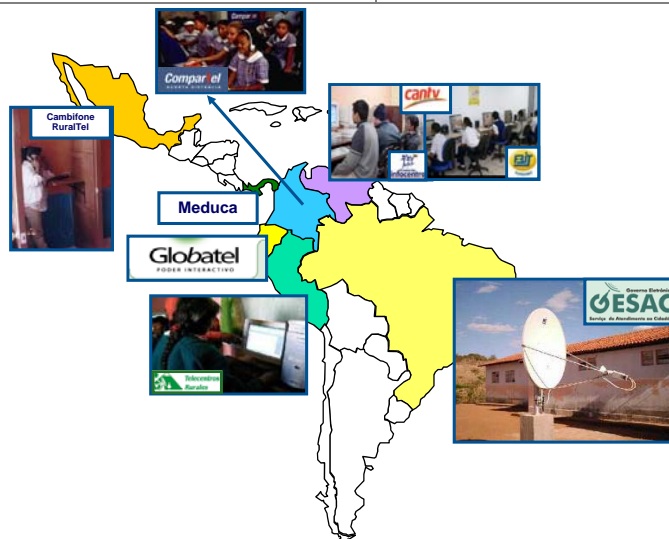 Compartel
Compartel
cantv
Cambifone
RuralTel
infocentro
Meduca
Globatel
PODER INTERACTIVO
Governo Eletrônico
GESAC
Serviço de Atendimento ao Cidadão
Telecentros
Rurales